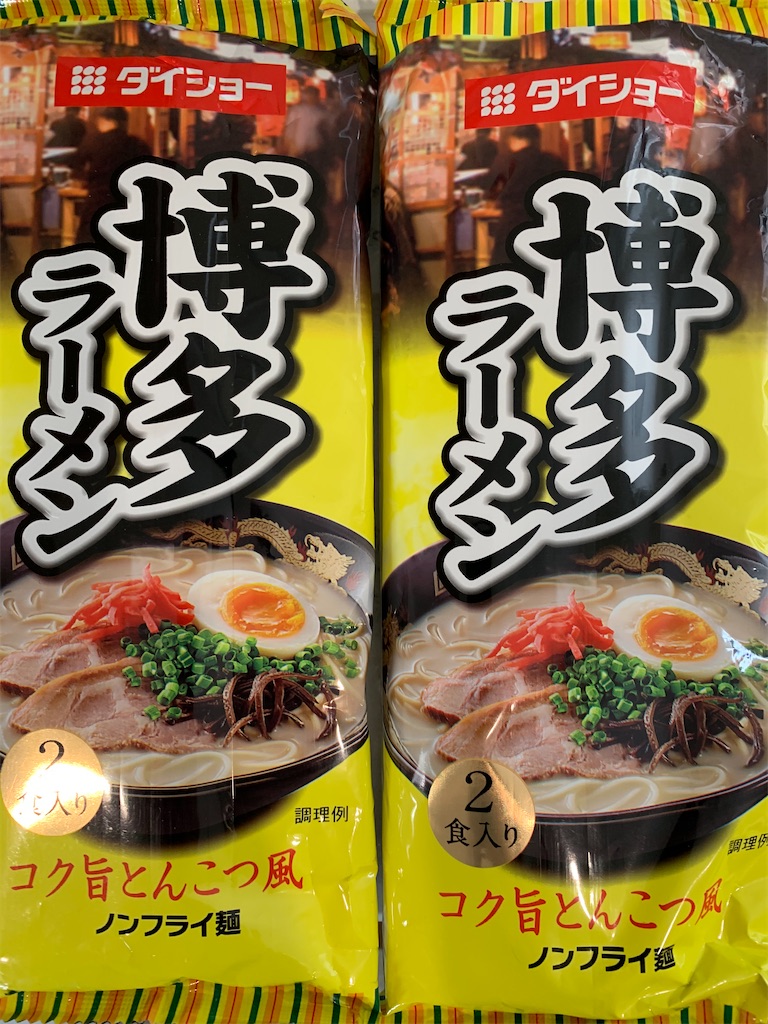 ダイショー
博多
ラーメン
2
食入り
調理例
コク旨とんこつ風
ノンフライ麺
ダイショー
博多
ラーメン
2
食入り
調理例
コク旨とんこつ風
ノンフライ麺